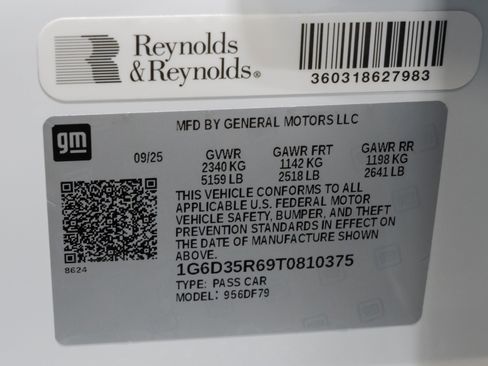 Reynolds
&Reynolds®
360318627983
gm
MFD BY GENERAL MOTORS LLC
09/25 GVWR GAWR FRT GAWR RR
2340 KG 1142 KG 1198 KG
5159 LB 2518 LB 2641 LB
THIS VEHICLE CONFORMS TO ALL
APPLICABLE U.S. FEDERAL MOTOR
VEHICLE SAFETY, BUMPER, AND THEFT
PREVENTION STANDARDS IN EFFECT ON
THE DATE OF MANUFACTURE SHOWN
ABOVE.
8624
1G6D35R69T0810375
TYPE: PASS CAR
MODEL: 956DF79